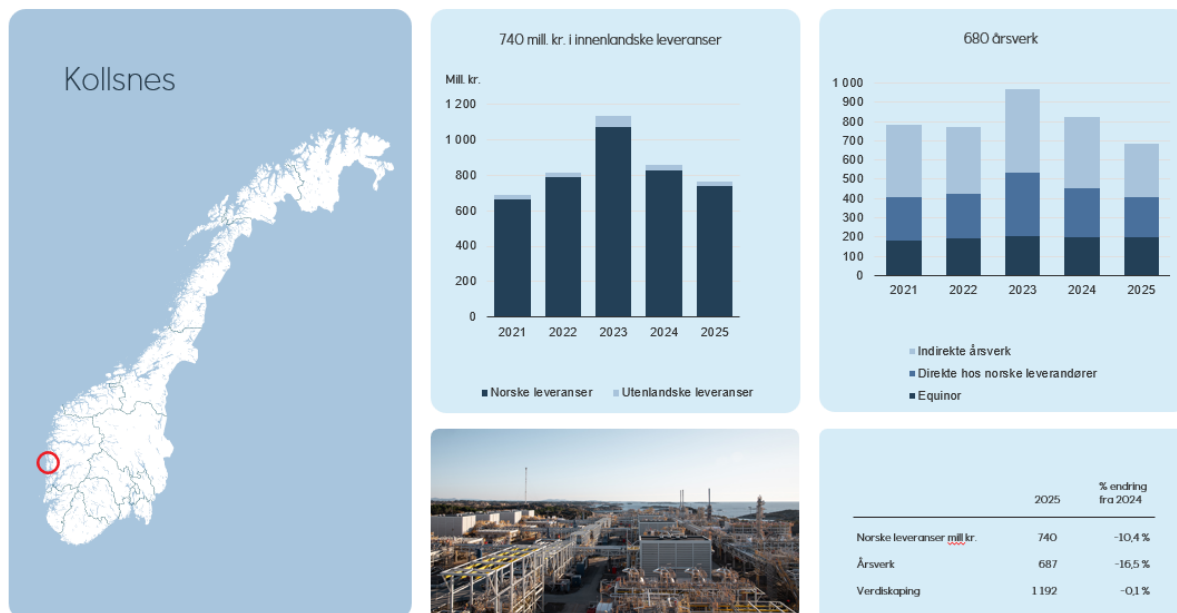 Kollsnes
740 mill. kr. i innenlandske leveranser
Mill. kr.
1 200
1 000
800
600
400
200
0
2021 2022 2023 2024 2025
Norske leveranser Utenlandske leveranser
680 årsverk
1 000
900
800
700
600
500
400
300
200
100
0
2021 2022 2023 2024 2025
Indirekte årsverk
Direkte hos norske leverandører
Equinor
2025 % endring
fra 2024
Norske leveranser mill kr. 740 -10,4 %
Årsverk 687 -16,5 %
Verdiskaping 1 192 -0,1 %